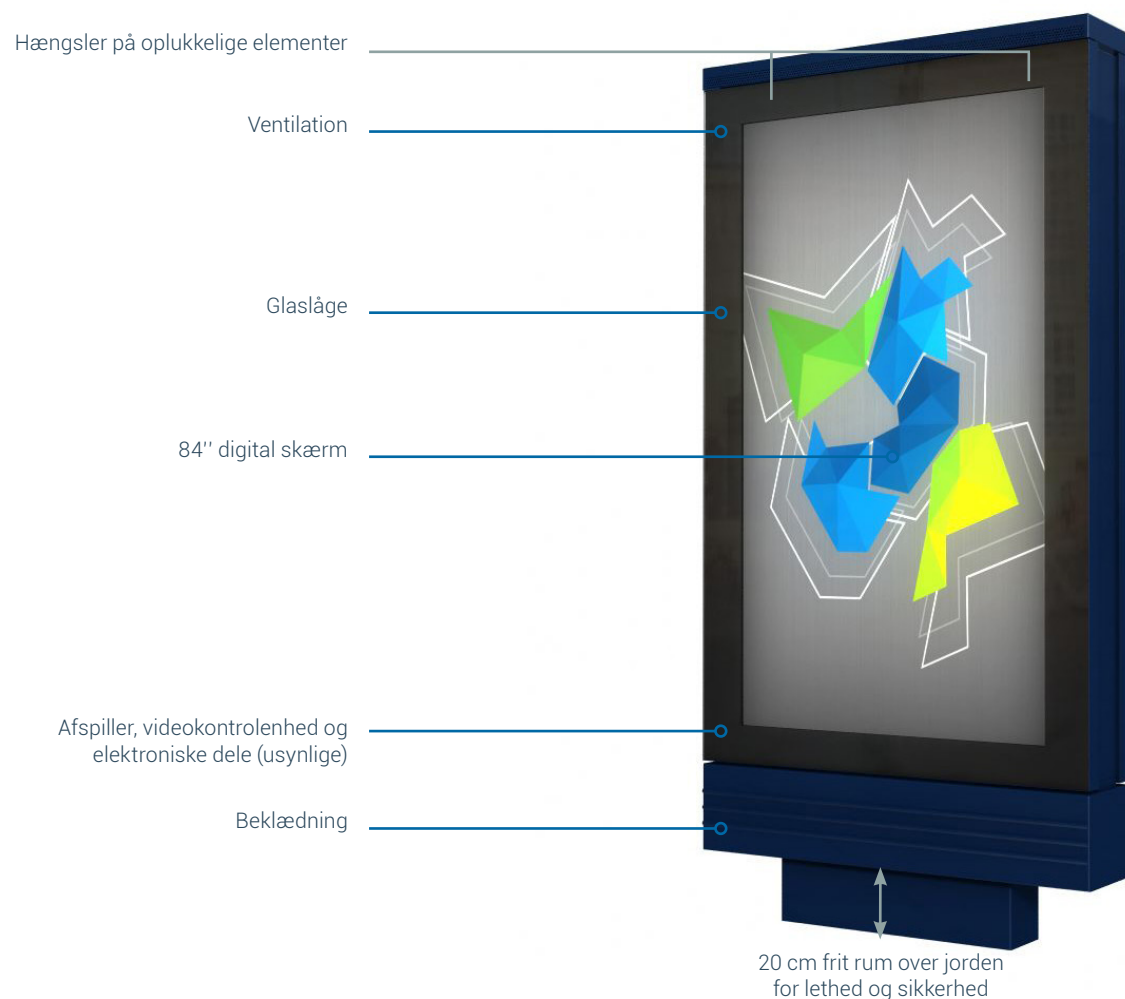 Hængsler på oplukkelige elementer
Ventilation
Glaslåge
84'' digital skærm
Afspiller, videokontrolenhed og
elektroniske dele (usynlige)
Beklædning
20 cm frit rum over jorden
for lethed og sikkerhed